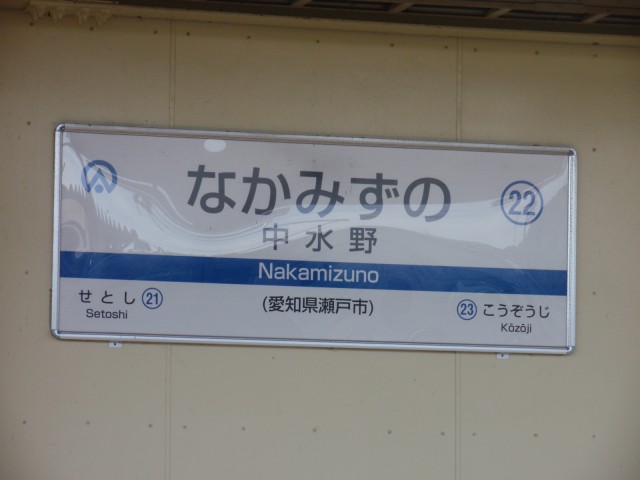 なかみずの
22
中水野
Nakamizuno
せとし 21
Setoshi
(愛知県瀬戸市)
23 こうぞうじ
Kōzōji